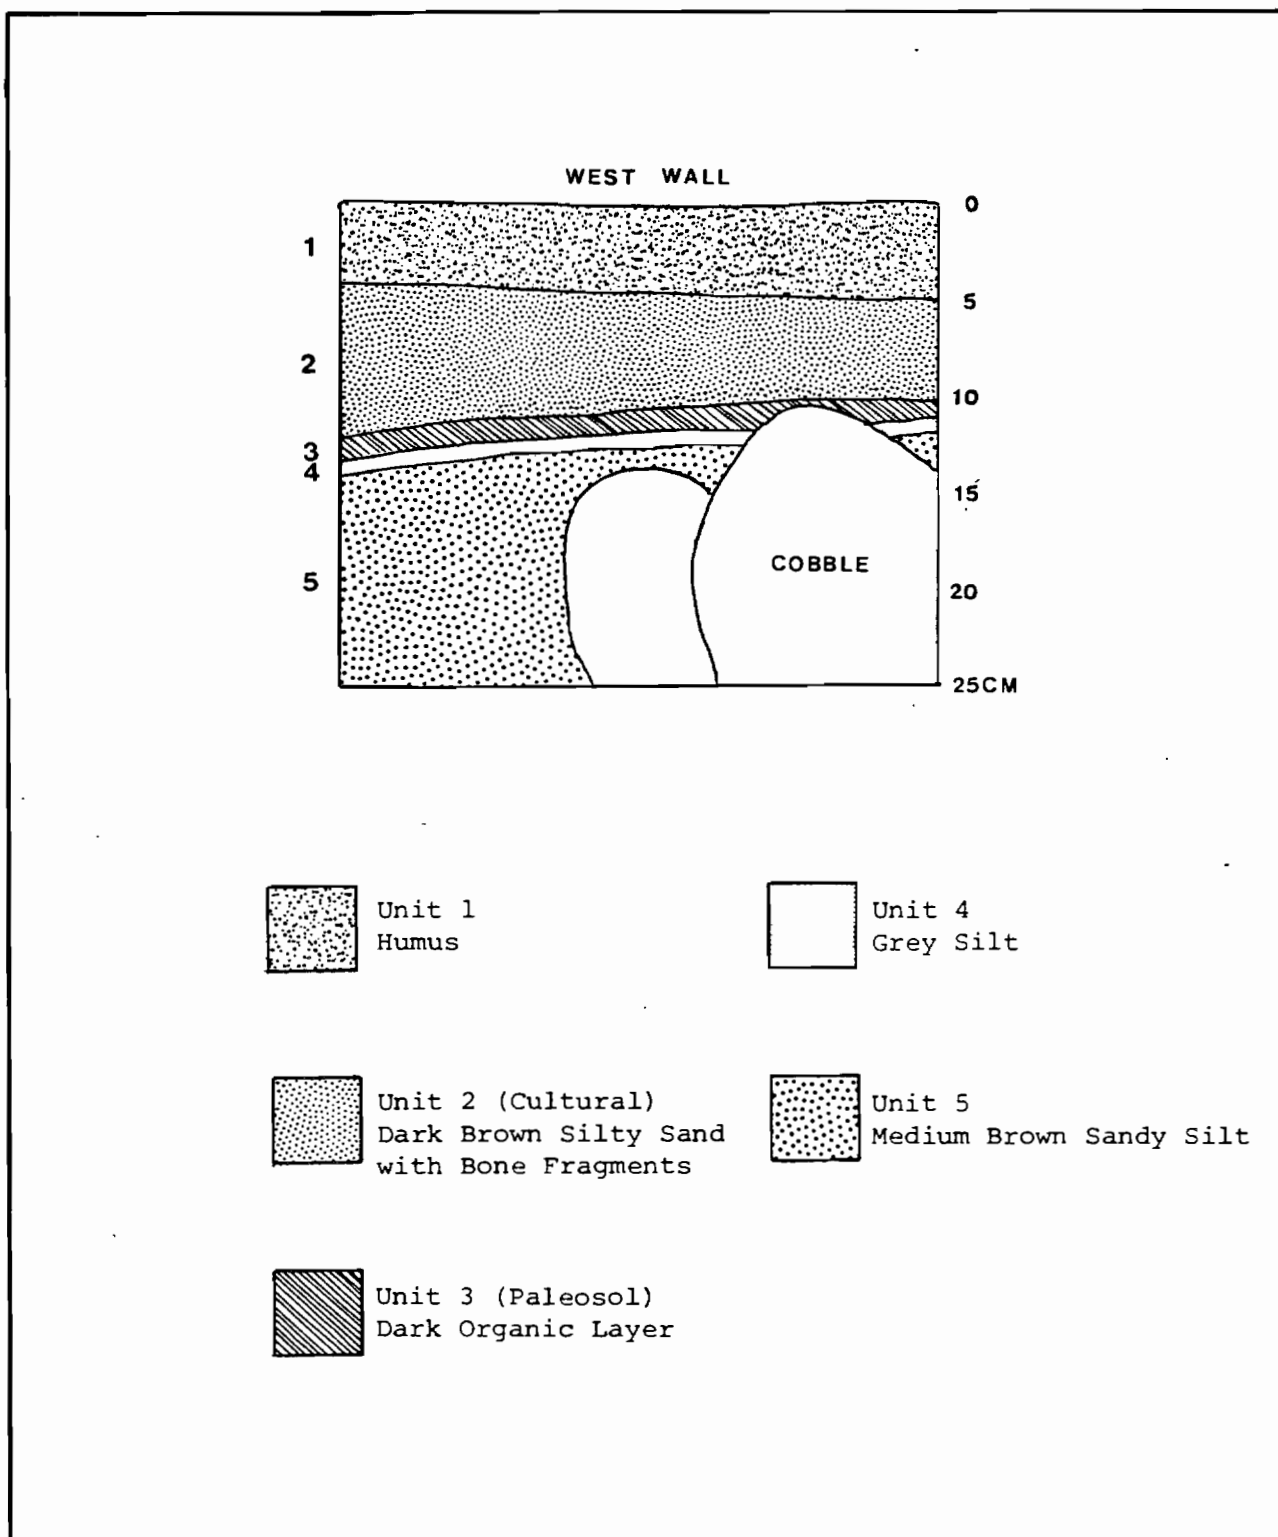 WEST WALL
0
1
5
2
10
3
4
15
COBBLE
5
20
25CM
Unit 1
Humus
Unit 4
Grey Silt
Unit 2 (Cultural)
Dark Brown Silty Sand
with Bone Fragments
Unit 5
Medium Brown Sandy Silt
Unit 3 (Paleosol)
Dark Organic Layer